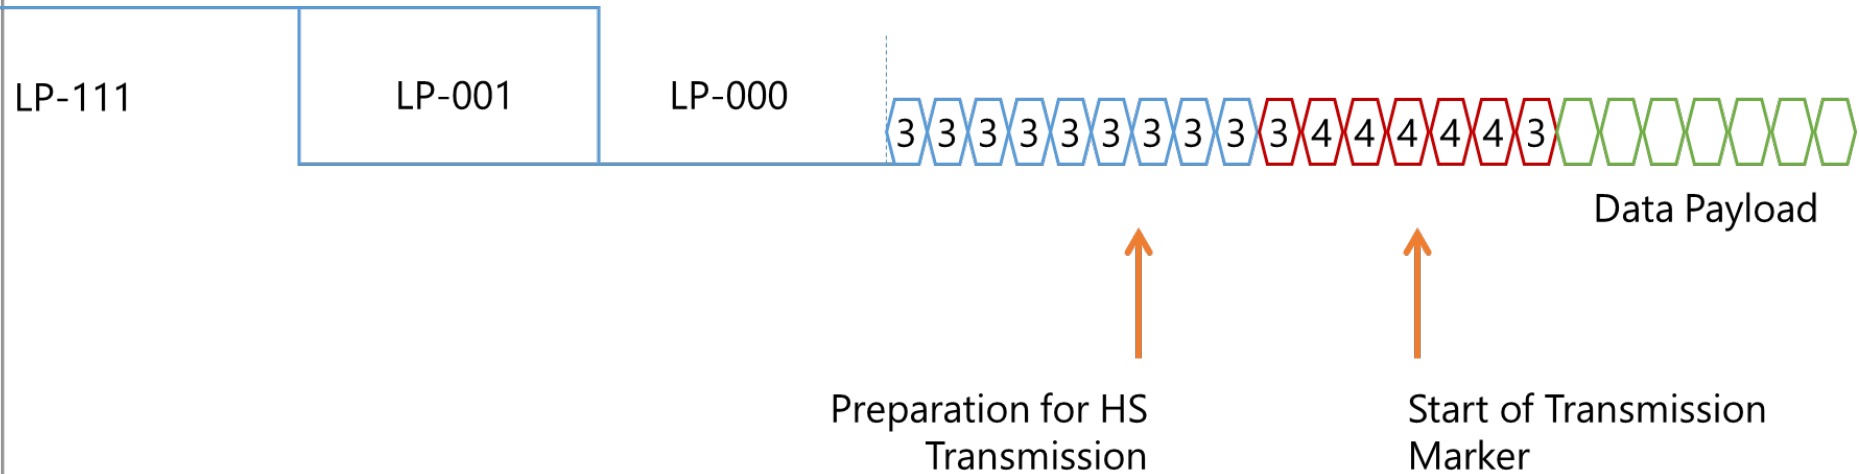 LP-111
LP-001
LP-000
3 3 3 3 3 3 3 3 3 3 4 4 4 4 4 3
Data Payload
Preparation for HS
Transmission
Start of Transmission
Marker